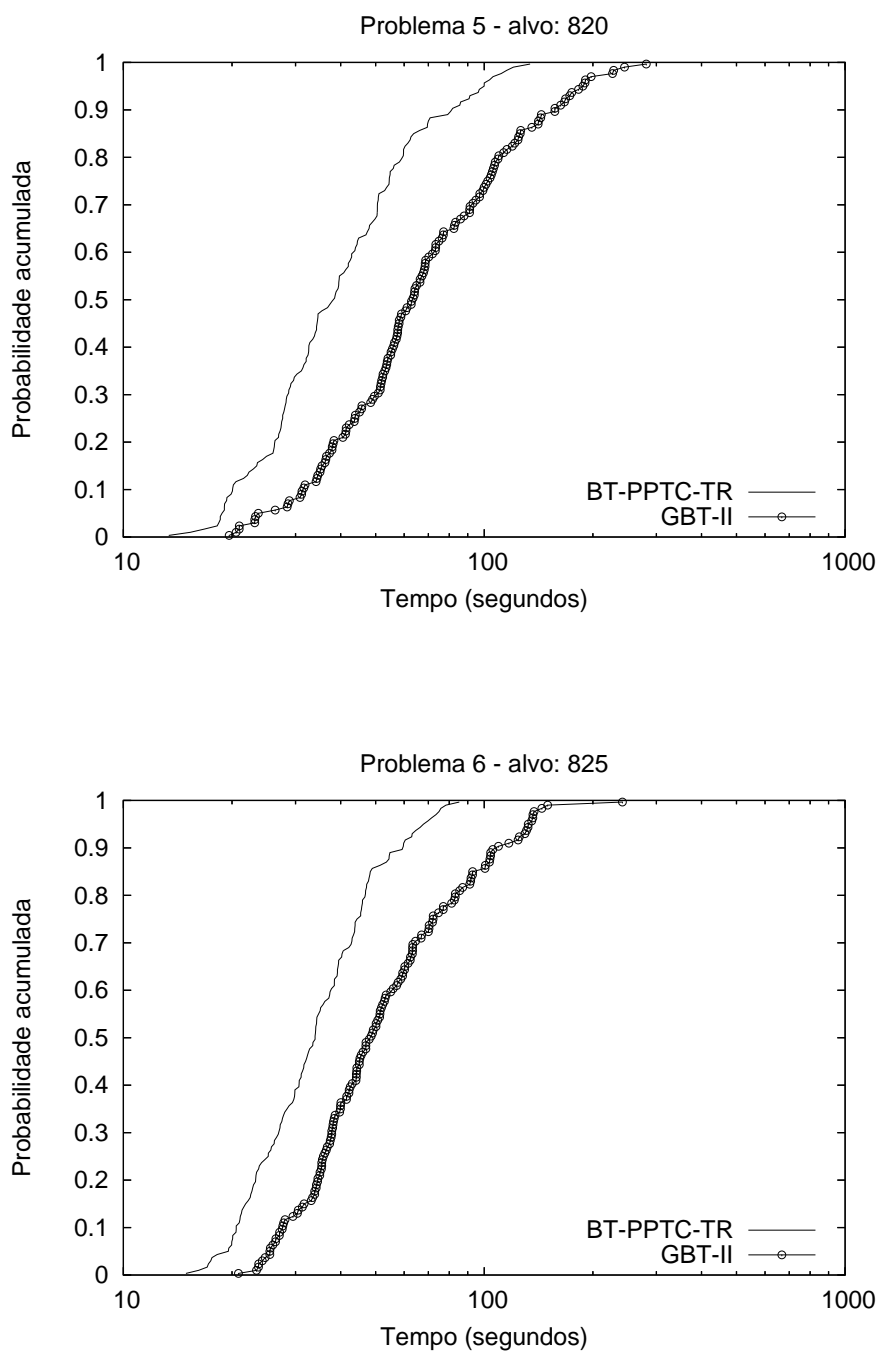 Problema 5 - alvo: 820
1
0.9
0.8
0.7
0.6
0.5
0.4
0.3
0.2
0.1
0
Probabilidade acumulada
BT-PPTC-TR
GBT-II
10
100
1000
Tempo (segundos)
Problema 6 - alvo: 825
1
0.9
0.8
0.7
0.6
0.5
0.4
0.3
0.2
0.1
0
Probabilidade acumulada
BT-PPTC-TR
GBT-II
10
100
1000
Tempo (segundos)